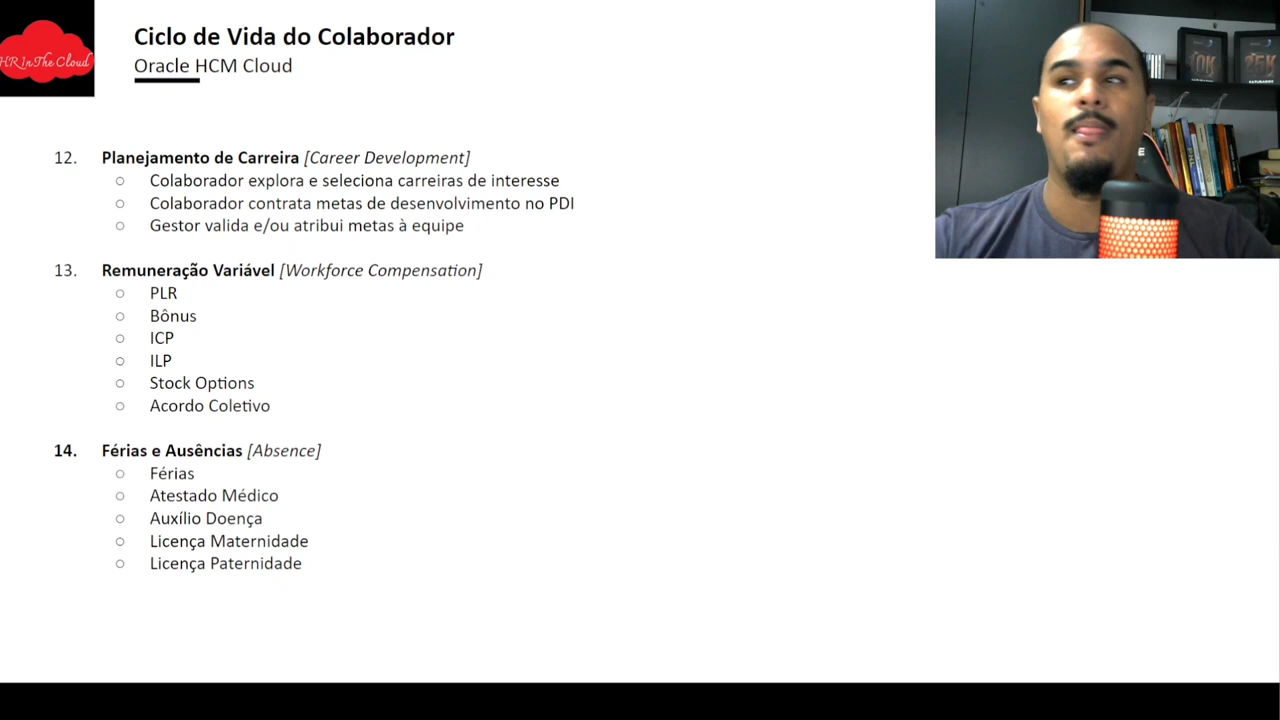 HR In The Cloud
Ciclo de Vida do Colaborador
Oracle HCM Cloud
12. Planejamento de Carreira [Career Development]
○ Colaborador explora e seleciona carreiras de interesse
○ Colaborador contrata metas de desenvolvimento no PDI
○ Gestor valida e/ou atribui metas à equipe
13. Remuneração Variável [Workforce Compensation]
○ PLR
○ Bônus
○ ICP
○ ILP
○ Stock Options
○ Acordo Coletivo
14. Férias e Ausências [Absence]
○ Férias
○ Atestado Médico
○ Auxílio Doença
○ Licença Maternidade
○ Licença Paternidade
10K
25K